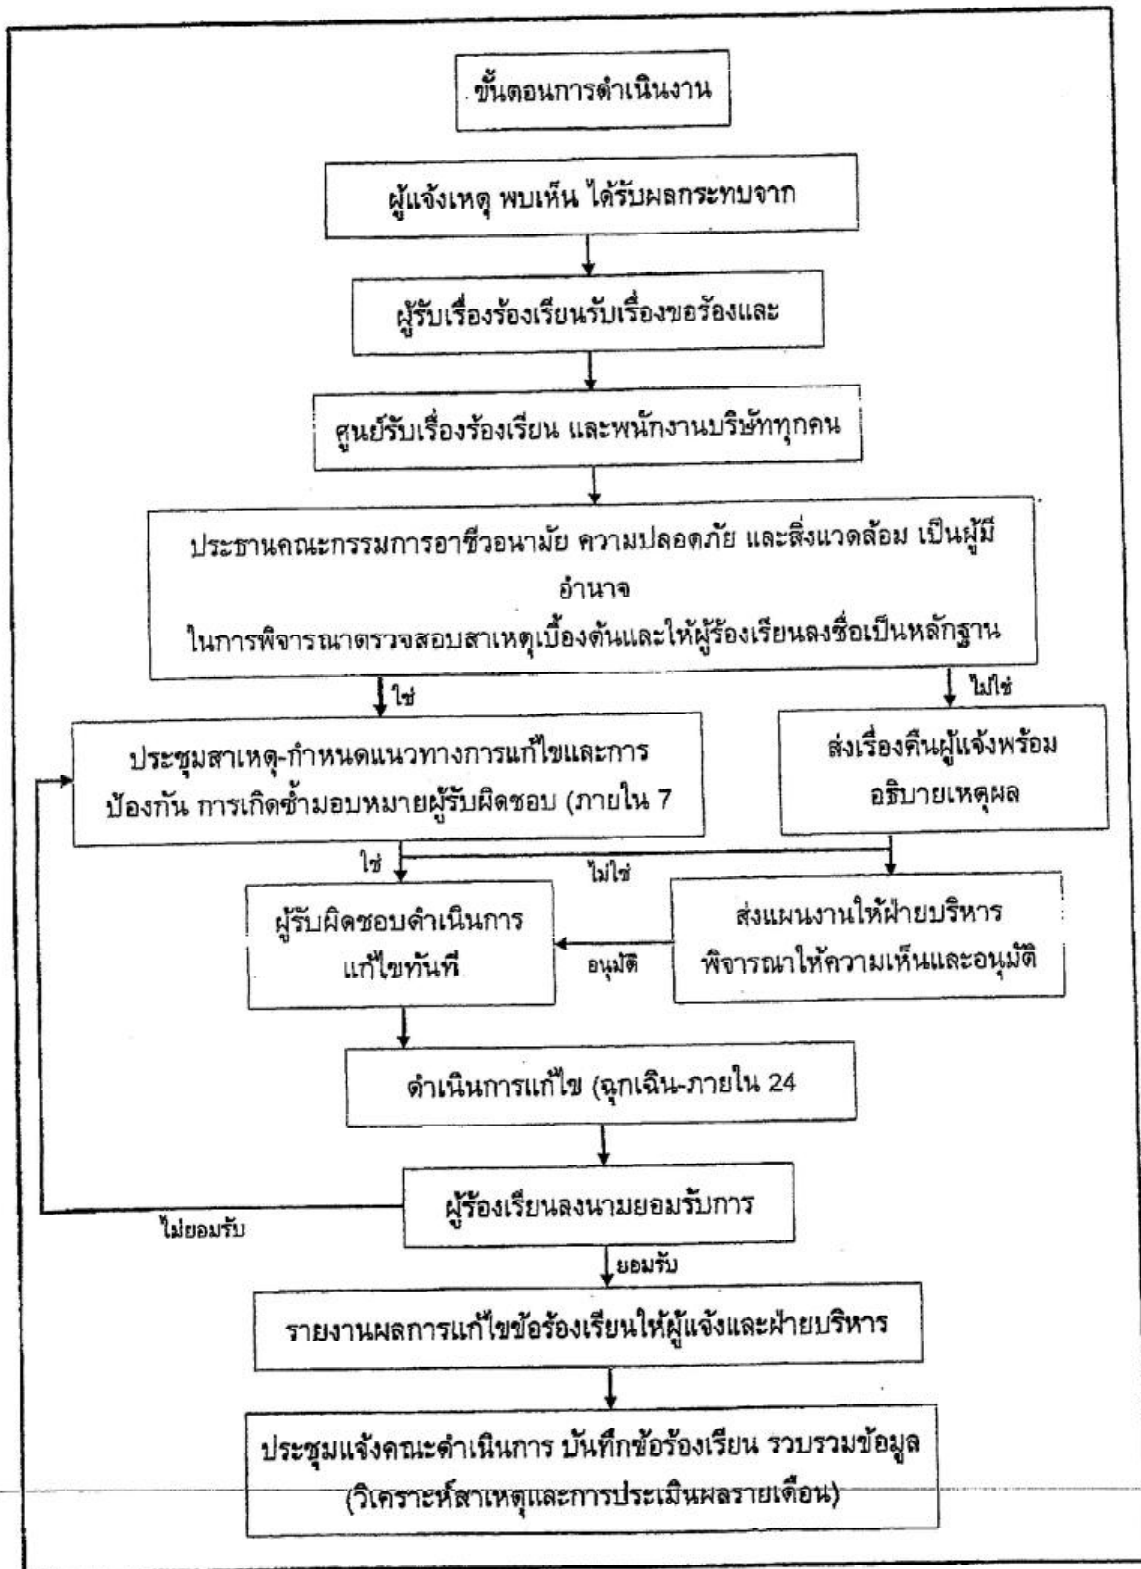 ขั้นตอนการดำเนินงาน
ผู้แจ้งเหตุ พบเห็น ได้รับผลกระทบจาก
ผู้รับเรื่องร้องเรียนรับเรื่องขอร้องและ
ศูนย์รับเรื่องร้องเรียน และพนักงานบริษัททุกคน
ประธานคณะกรรมการอาชีวอนามัย ความปลอดภัย และสิ่งแวดล้อม เป็นผู้มี
อำนาจ
ในการพิจารณาตรวจสอบสาเหตุเบื้องต้นและให้ผู้ร้องเรียนลงชื่อเป็นหลักฐาน
ใช่
ไม่ใช่
ประชุมสาเหตุ-กำหนดแนวทางการแก้ไขและการ
ป้องกัน การเกิดซ้ำมอบหมายผู้รับผิดชอบ (ภายใน 7
ส่งเรื่องคืนผู้แจ้งพร้อม
อธิบายเหตุผล
ใช่
ไม่ใช่
ผู้รับผิดชอบดำเนินการ
แก้ไขทันที
อนุมัติ
ส่งแผนงานให้ฝ่ายบริหาร
พิจารณาให้ความเห็นและอนุมัติ
ดำเนินการแก้ไข (ฉุกเฉิน-ภายใน 24
ผู้ร้องเรียนลงนามยอมรับการ
ไม่ยอมรับ
ยอมรับ
รายงานผลการแก้ไขข้อร้องเรียนให้ผู้แจ้งและฝ่ายบริหาร
ประชุมแจ้งคณะดำเนินการ บันทึกข้อร้องเรียน รวบรวมข้อมูล
(วิเคราะห์สาเหตุและการประเมินผลรายเดือน)